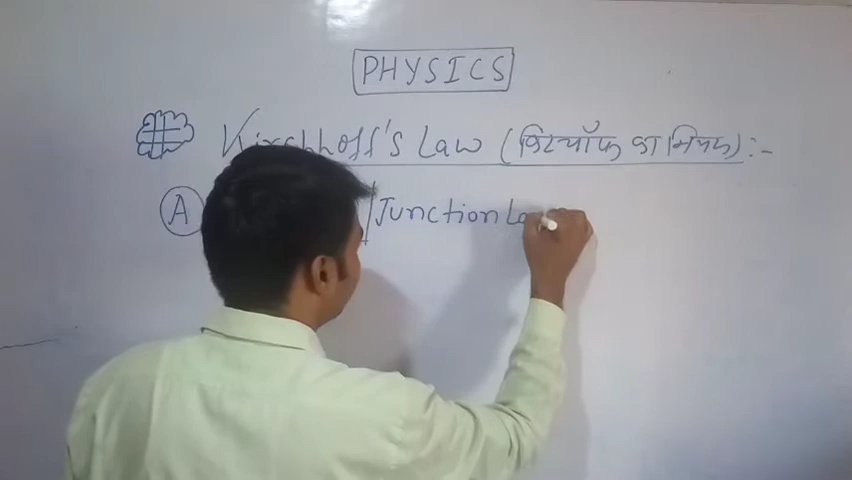 PHYSICS
Kirchhoff's Law (किरचॉफ का नियम) :-
A /Junction La